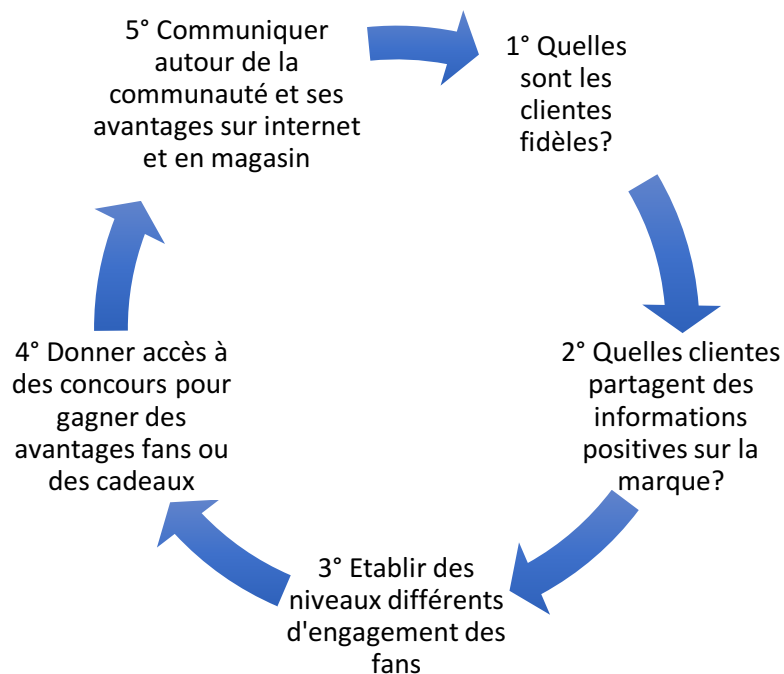 1° Quelles
sont les
clientes
fidèles?
2° Quelles clientes
partagent des
informations
positives sur la
marque?
3° Etablir des
niveaux différents
d'engagement des
fans
4° Donner accès à
des concours pour
gagner des
avantages fans ou
des cadeaux
5° Communiquer
autour de la
communauté et ses
avantages sur internet
et en magasin